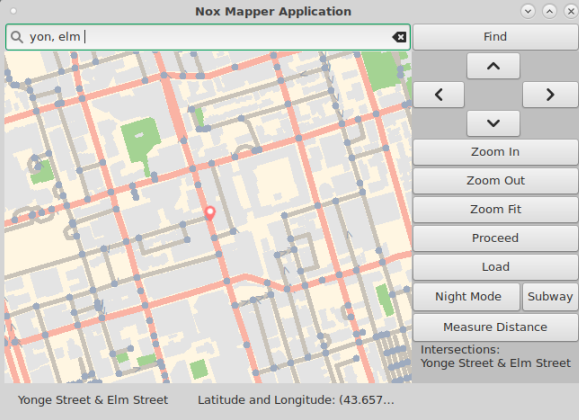 Nox Mapper Application
yon, elm
Find
Zoom In
Zoom Out
Zoom Fit
Proceed
Load
Night Mode
Subway
Measure Distance
Intersections:
Yonge Street & Elm Street
Yonge Street & Elm Street
Latitude and Longitude: (43.657...